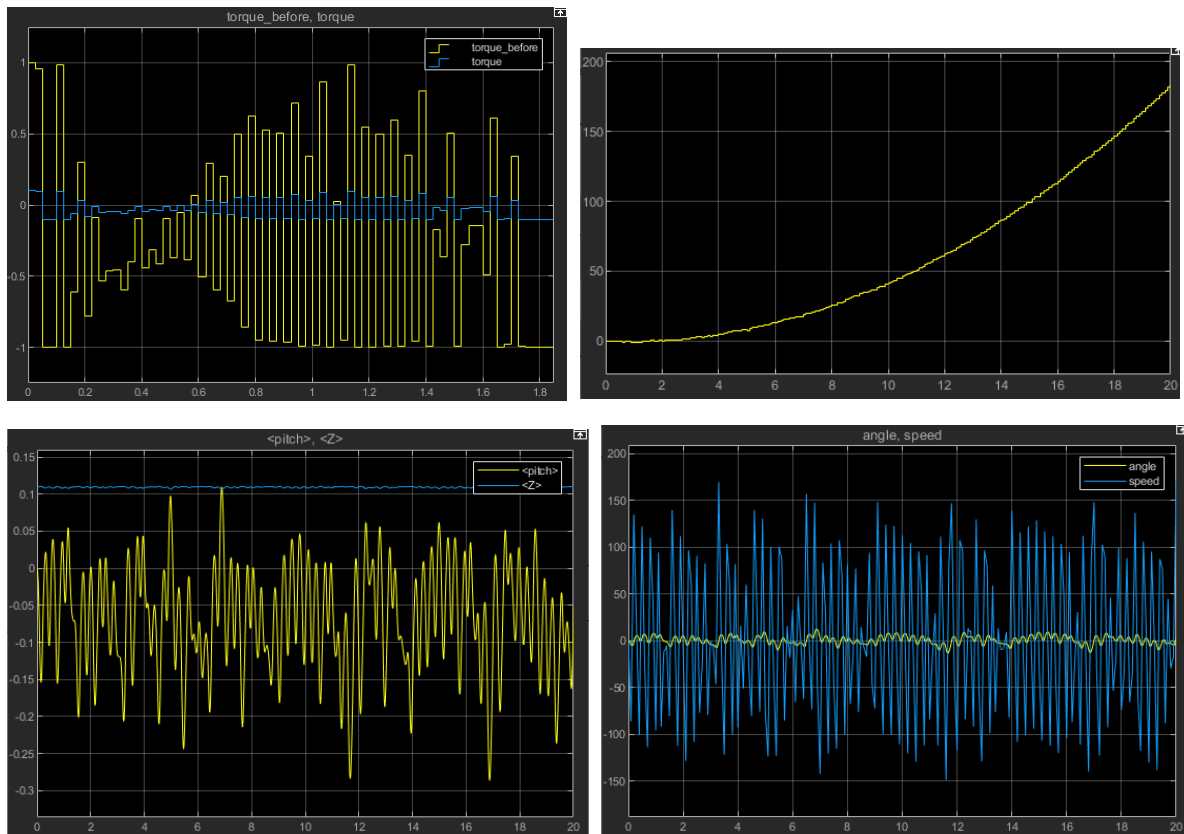 torque_before, torque
torque_before
torque
1
0.5
0
-0.5
-1
0 0.2 0.4 0.6 0.8 1 1.2 1.4 1.6 1.8
200
150
100
50
0
0 2 4 6 8 10 12 14 16 18 20
<pitch>, <Z>
<pitch>
<Z>
0.15
0.1
0.05
0
-0.05
-0.1
-0.15
-0.2
-0.25
-0.3
0 2 4 6 8 10 12 14 16 18 20
angle, speed
angle
speed
200
150
100
50
0
-50
-100
-150
0 2 4 6 8 10 12 14 16 18 20